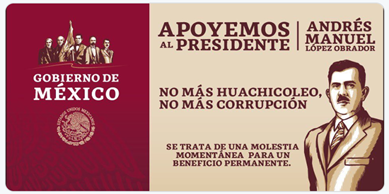 GOBIERNO DE
MÉXICO
APOYEMOS
AL PRESIDENTE
ANDRÉS
MANUEL
LÓPEZ OBRADOR
NO MÁS HUACHICOLEO,
NO MÁS CORRUPCIÓN
SE TRATA DE UNA MOLESTIA
MOMENTÁNEA PARA UN
BENEFICIO PERMANENTE.